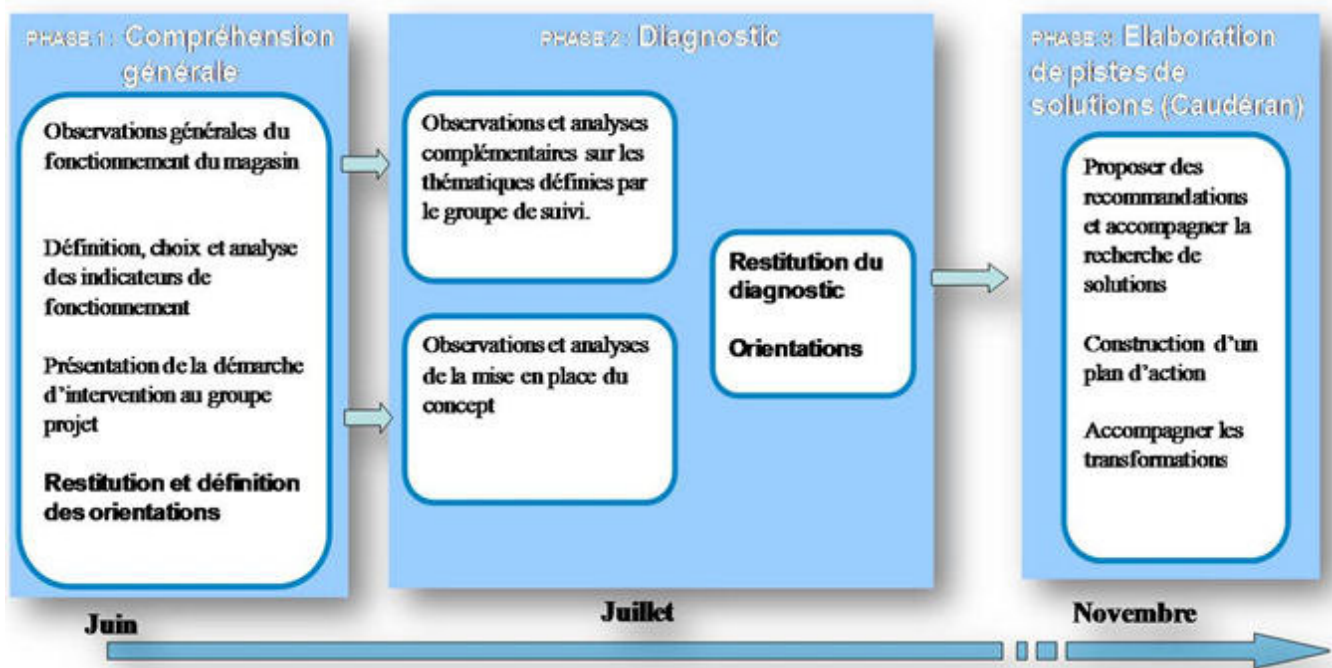 PHASE 1 : Compréhension
générale
Observations générales du
fonctionnement du magasin
Définition, choix et analyse
des indicateurs de
fonctionnement
Présentation de la démarche
d'intervention au groupe
projet
Restitution et définition
des orientations
PHASE 2 : Diagnostic
Observations et analyses
complémentaires sur les
thématiques définies par
le groupe de suivi.
Observations et analyses
de la mise en place du
concept
Restitution du
diagnostic
Orientations
PHASE 3: Elaboration
de pistes de
solutions (Caudéran)
Proposer des
recommandations
et accompagner la
recherche de
solutions
Construction d'un
plan d'action
Accompagner les
transformations
Juin
Juillet
Novembre